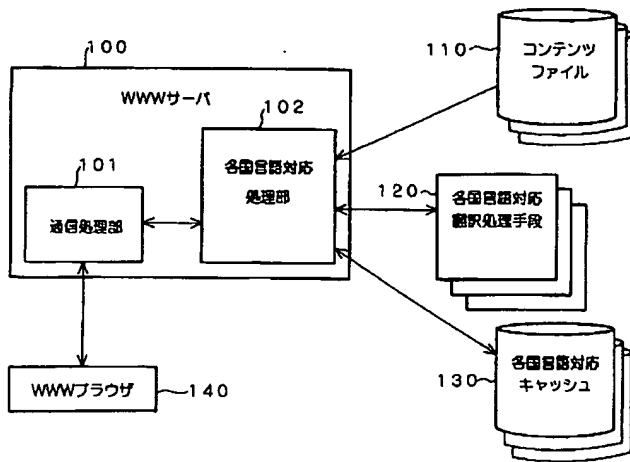 100
WWWサーバ
102
各国言語対応
処理部
101
通信処理部
110
コンテンツ
ファイル
120
各国言語対応
翻訳処理手段
130
各国言語対応
キャッシュ
WWWブラウザ
140